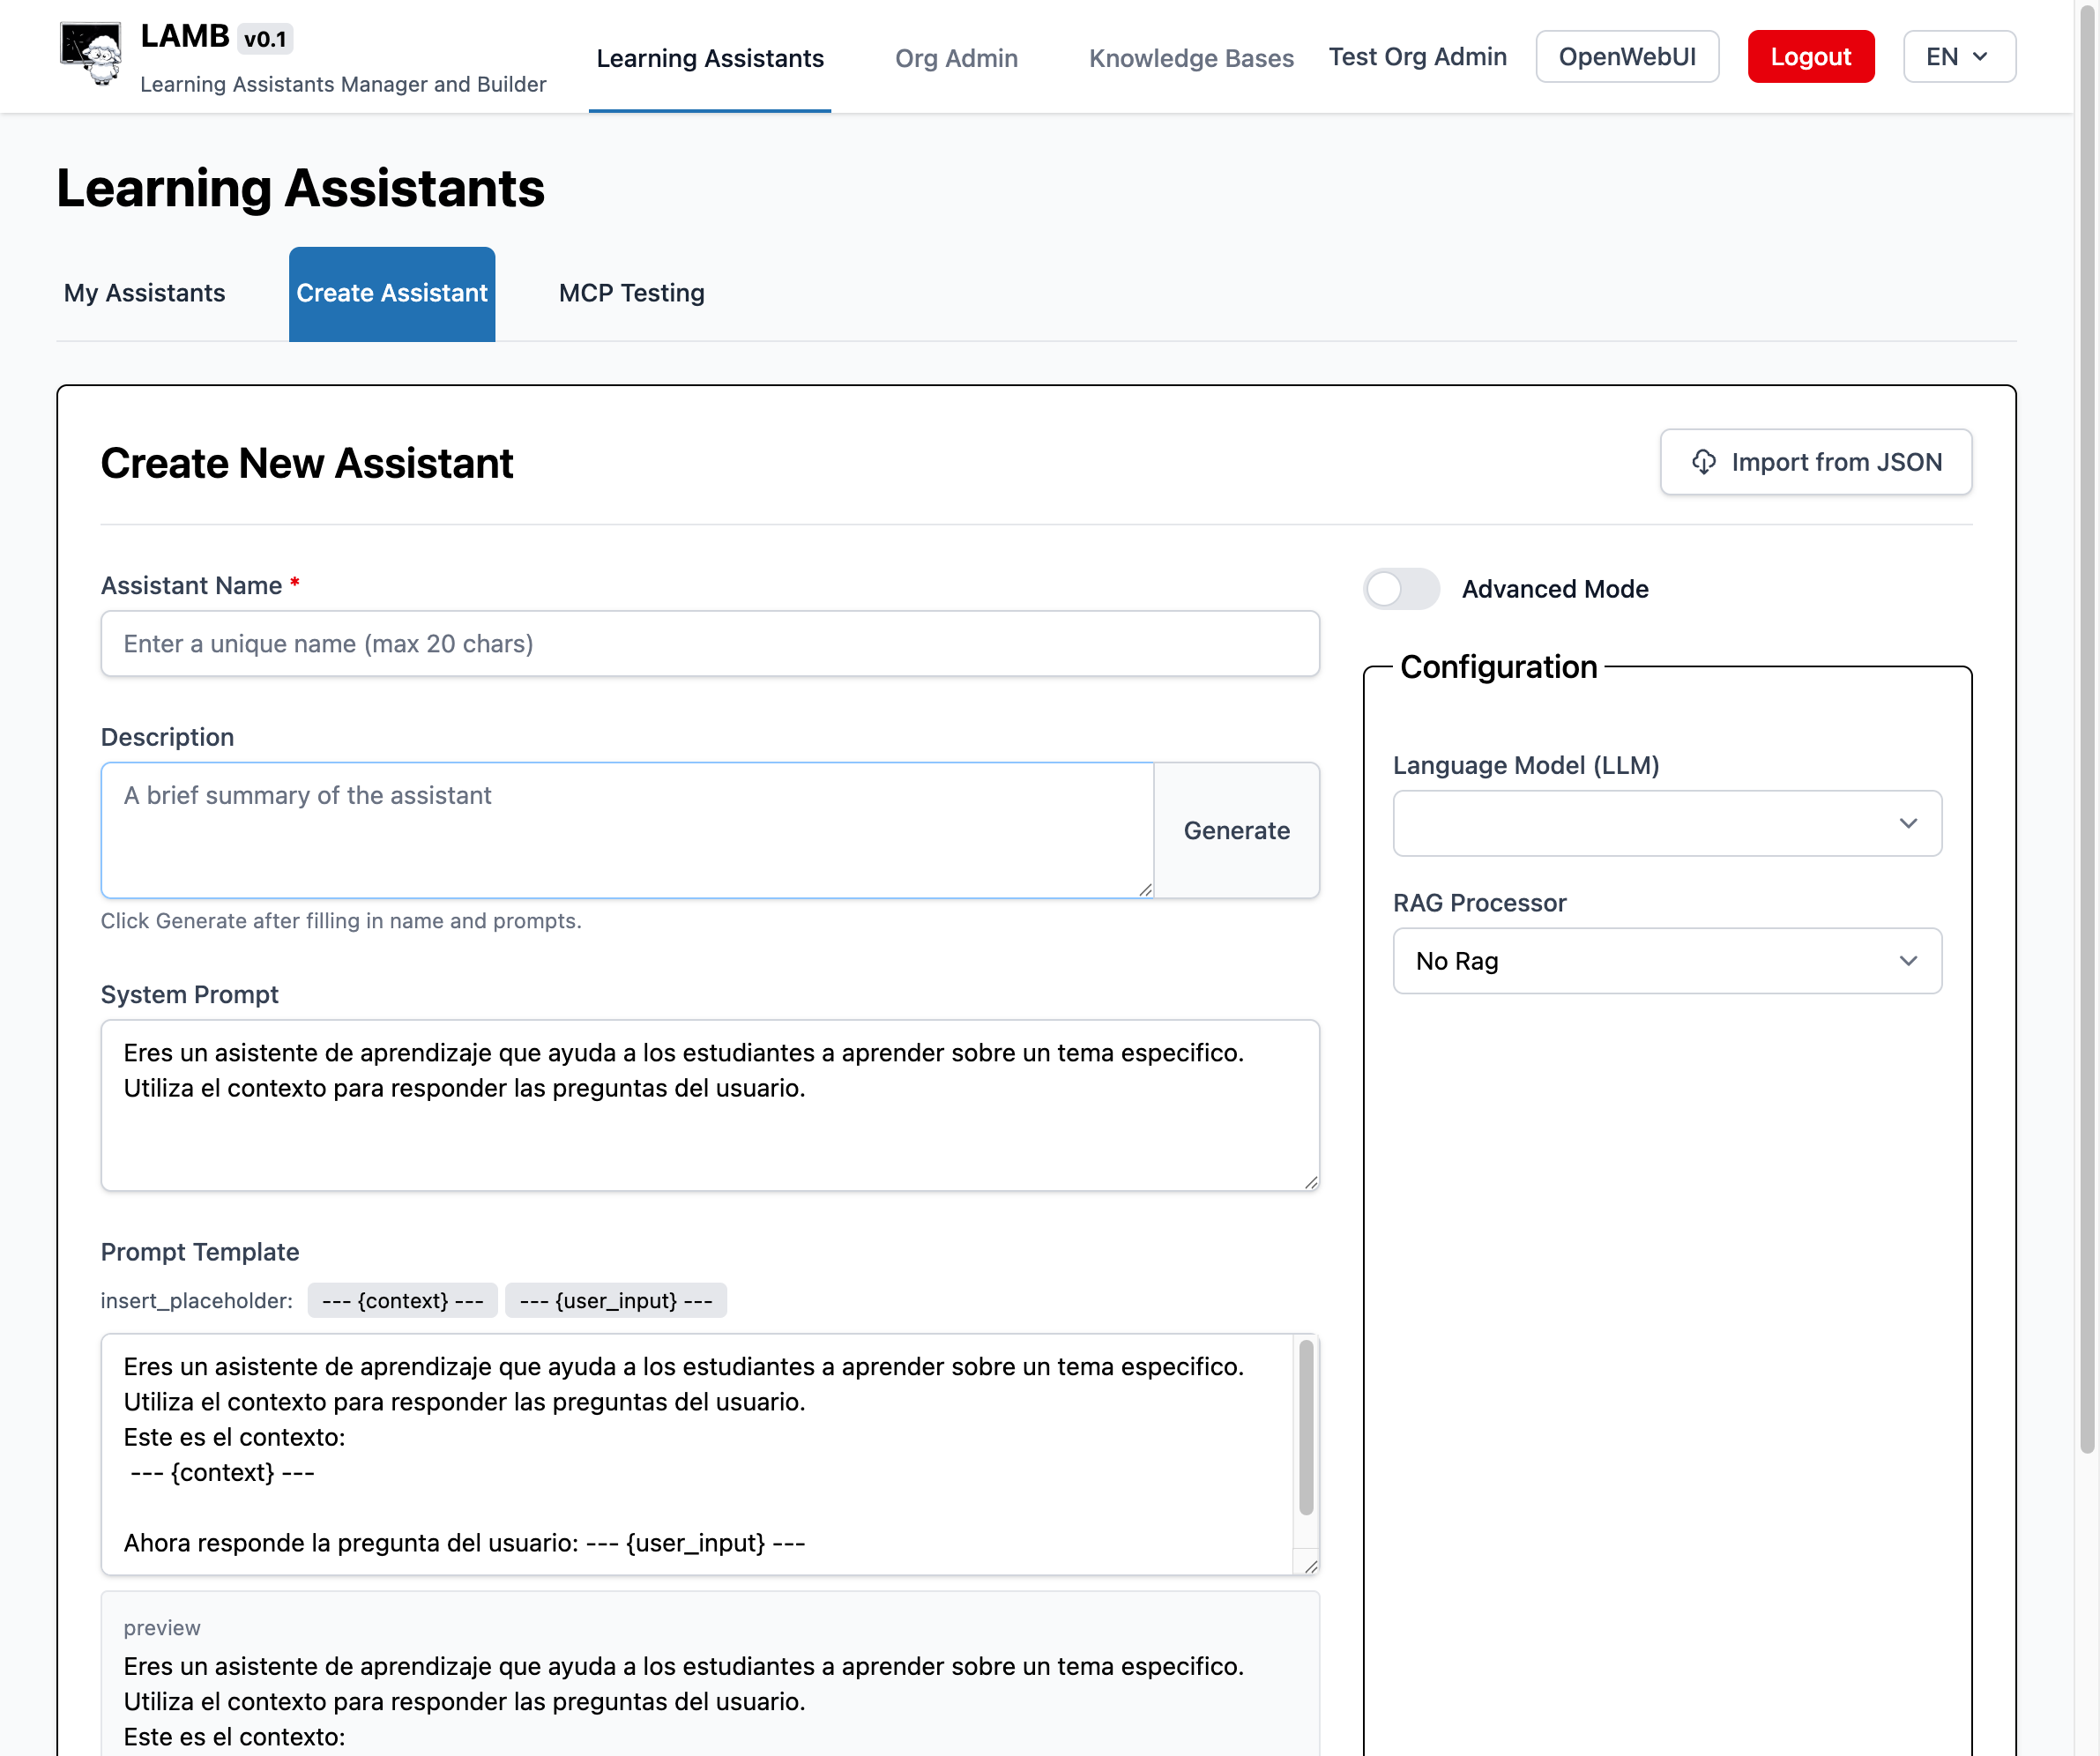 LAMB v0.1
Learning Assistants Manager and Builder
Learning Assistants
Org Admin
Knowledge Bases
Test Org Admin
OpenWebUI
Logout
EN
Learning Assistants
My Assistants
Create Assistant
MCP Testing
Create New Assistant
Import from JSON
Assistant Name *
Enter a unique name (max 20 chars)
Description
A brief summary of the assistant
Generate
Click Generate after filling in name and prompts.
System Prompt
Eres un asistente de aprendizaje que ayuda a los estudiantes a aprender sobre un tema especifico.
Utiliza el contexto para responder las preguntas del usuario.
Prompt Template
insert_placeholder: --- {context} --- --- {user_input} ---
Eres un asistente de aprendizaje que ayuda a los estudiantes a aprender sobre un tema especifico.
Utiliza el contexto para responder las preguntas del usuario.
Este es el contexto:
--- {context} ---
Ahora responde la pregunta del usuario: --- {user_input} ---
preview
Eres un asistente de aprendizaje que ayuda a los estudiantes a aprender sobre un tema especifico.
Utiliza el contexto para responder las preguntas del usuario.
Este es el contexto:
Advanced Mode
Configuration
Language Model (LLM)
RAG Processor
No Rag